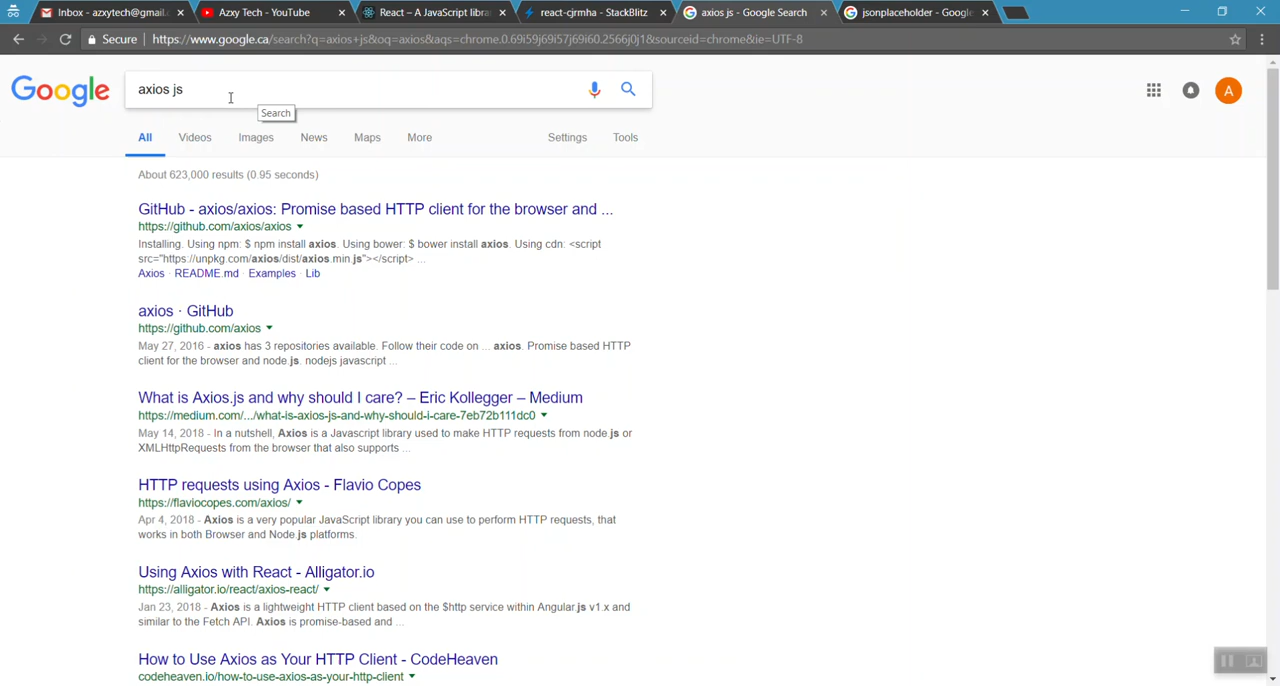 Inbox - azxytech@gmail.
Azxy Tech - YouTube
React – A JavaScript libra
react-cjrmha - StackBlitz
axios js - Google Search
jsonplaceholder - Google
Secure
https://www.google.ca/search?q=axios+js&oq=axios&aqs=chrome.0.69i59j69i57j69i60.2566j0j1&sourceid=chrome&ie=UTF-8
Google
axios js
Search
A
All Videos Images News Maps More Settings Tools
About 623,000 results (0.95 seconds)
GitHub - axios/axios: Promise based HTTP client for the browser and ...
https://github.com/axios/axios
Installing. Using npm: $ npm install axios. Using bower: $ bower install axios. Using cdn: <script
src="https://unpkg.com/axios/dist/axios.min.js"></script> ...
Axios · README.md · Examples · Lib
axios · GitHub
https://github.com/axios
May 27, 2016 - axios has 3 repositories available. Follow their code on ... axios. Promise based HTTP
client for the browser and node.js. nodejs javascript ...
What is Axios.js and why should I care? – Eric Kollegger – Medium
https://medium.com/.../what-is-axios-js-and-why-should-i-care-7eb72b111dc0
May 14, 2018 - In a nutshell, Axios is a Javascript library used to make HTTP requests from node.js or
XMLHttpRequests from the browser that also supports ...
HTTP requests using Axios - Flavio Copes
https://flaviocopes.com/axios/
Apr 4, 2018 - Axios is a very popular JavaScript library you can use to perform HTTP requests, that
works in both Browser and Node js platforms.
Using Axios with React - Alligator.io
https://alligator.io/react/axios-react/
Jan 23, 2018 - Axios is a lightweight HTTP client based on the $http service within Angular.js v1.x and
similar to the Fetch API. Axios is promise-based and ...
How to Use Axios as Your HTTP Client - CodeHeaven
codeheaven.io/how-to-use-axios-as-your-http-client